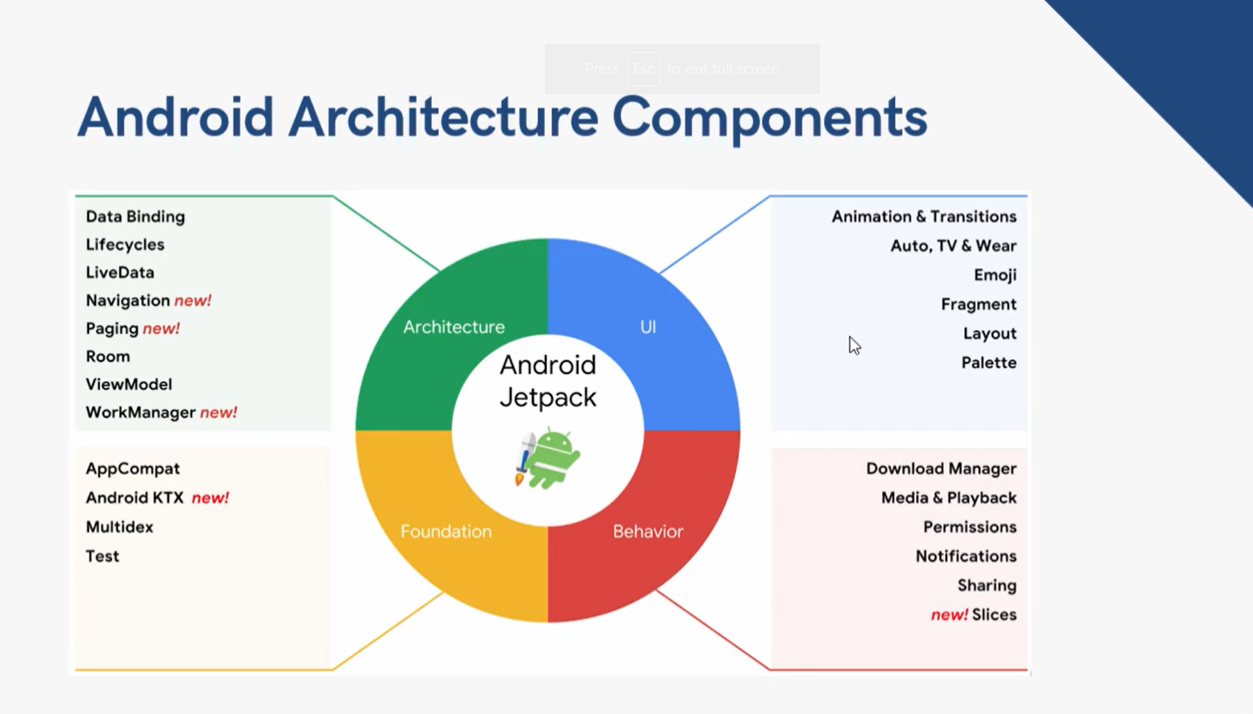 Press Esc to exit full screen
Android Architecture Components
Data Binding
Lifecycles
LiveData
Navigation new!
Paging new!
Room
ViewModel
WorkManager new!
Animation & Transitions
Auto, TV & Wear
Emoji
Fragment
Layout
Palette
Architecture
UI
Android
Jetpack
Foundation
Behavior
AppCompat
Android KTX new!
Multidex
Test
Download Manager
Media & Playback
Permissions
Notifications
Sharing
new! Slices